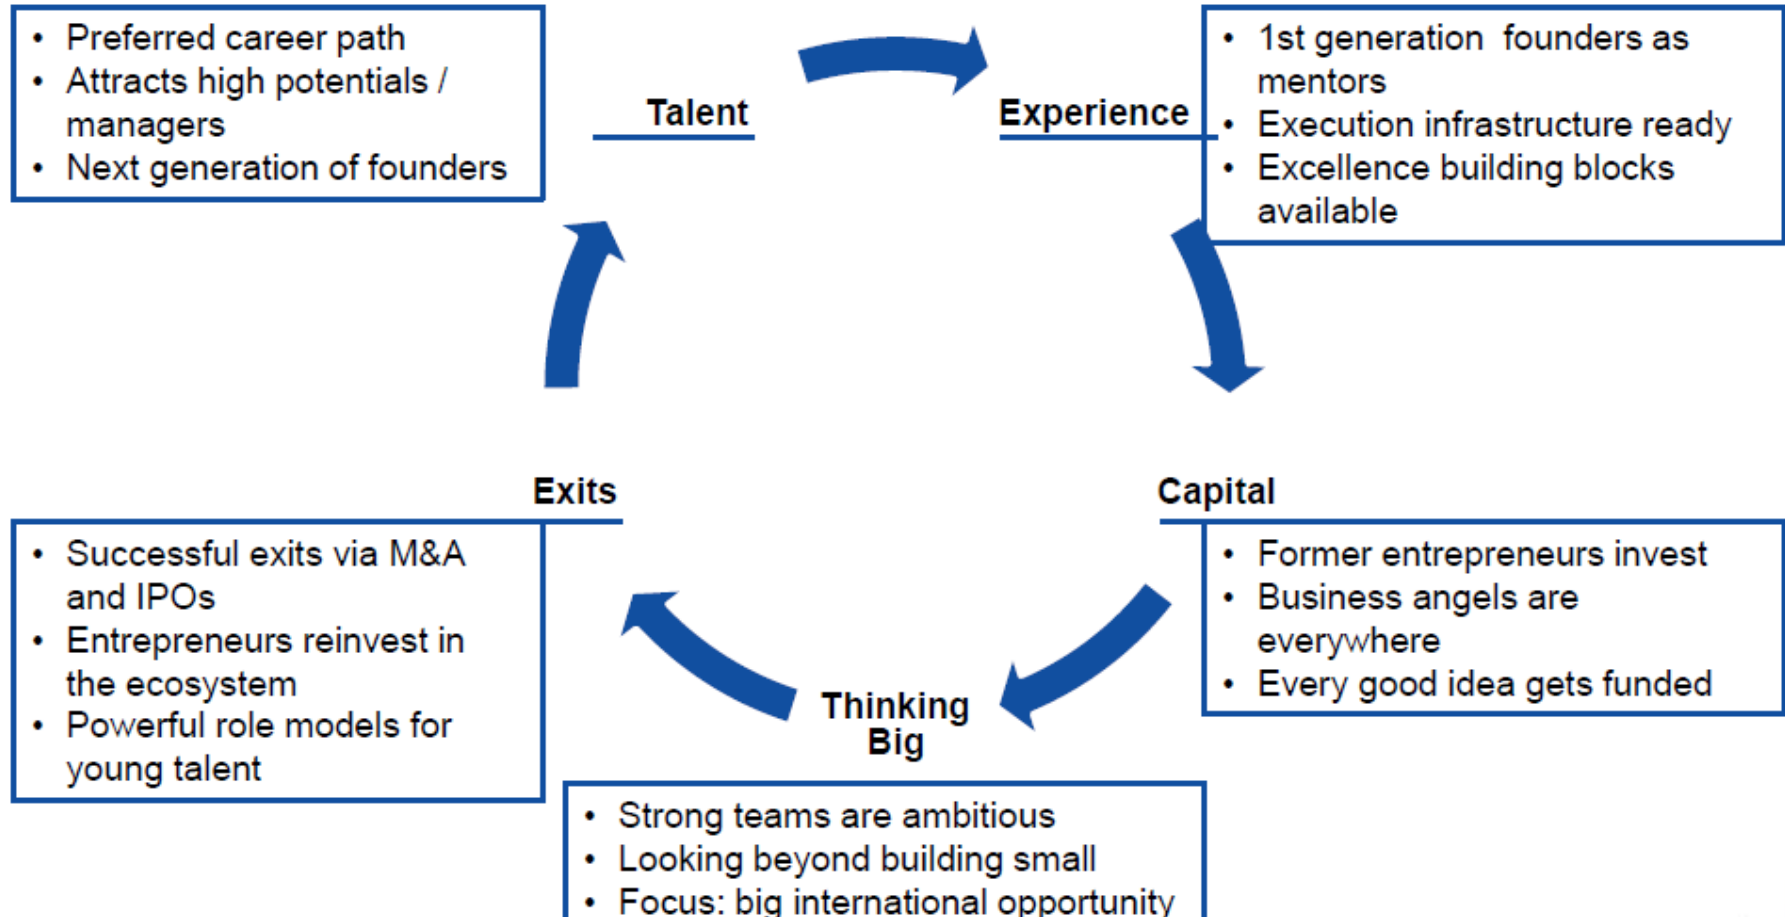 • Preferred career path
• Attracts high potentials /
managers
• Next generation of founders
Talent
Experience
• 1st generation founders as
mentors
• Execution infrastructure ready
• Excellence building blocks
available
Exits
• Successful exits via M&A
and IPOs
• Entrepreneurs reinvest in
the ecosystem
• Powerful role models for
young talent
Capital
• Former entrepreneurs invest
• Business angels are
everywhere
• Every good idea gets funded
Thinking
Big
• Strong teams are ambitious
• Looking beyond building small
• Focus: big international opportunity